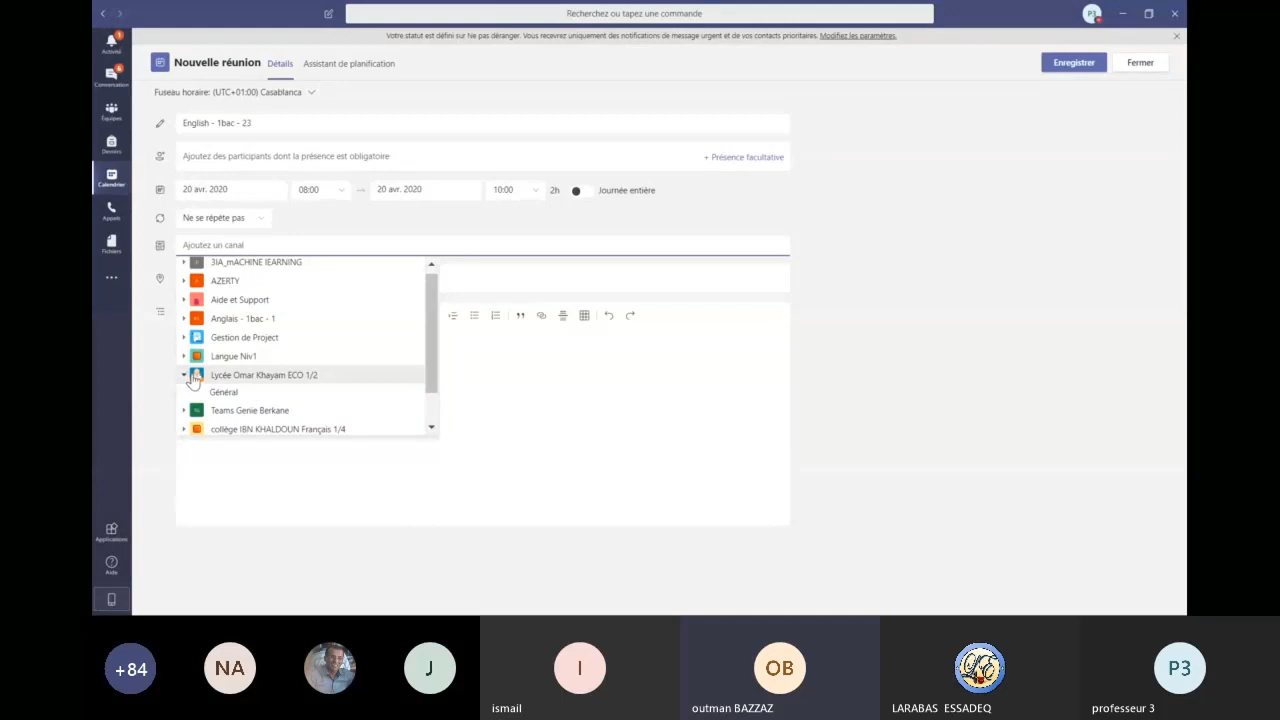 Recherchez ou tapez une commande
P3
Votre statut est défini sur Ne pas déranger. Vous recevrez uniquement des notifications de message urgent et de vos contacts prioritaires. Modifiez les paramètres.
1
Activité
6
Conversation
Équipes
Devoirs
Calendrier
Appels
Fichiers
Applications
Aide
Nouvelle réunion Détails Assistant de planification
Enregistrer Fermer
Fuseau horaire: (UTC+01:00) Casablanca
English - 1bac - 23
Ajoutez des participants dont la présence est obligatoire + Présence facultative
20 avr. 2020 08:00 20 avr. 2020 10:00 2h Journée entière
Ne se répète pas
Ajoutez un canal
3IA_mACHINE lEARNING
AZERTY
Aide et Support
Anglais - 1bac - 1
Gestion de Project
Langue Niv1
Lycée Omar Khayam ECO 1/2
Général
Teams Genie Berkane
collège IBN KHALDOUN Français 1/4
+84 NA J I OB P3
ismail outman BAZZAZ LARABAS ESSADEQ professeur 3